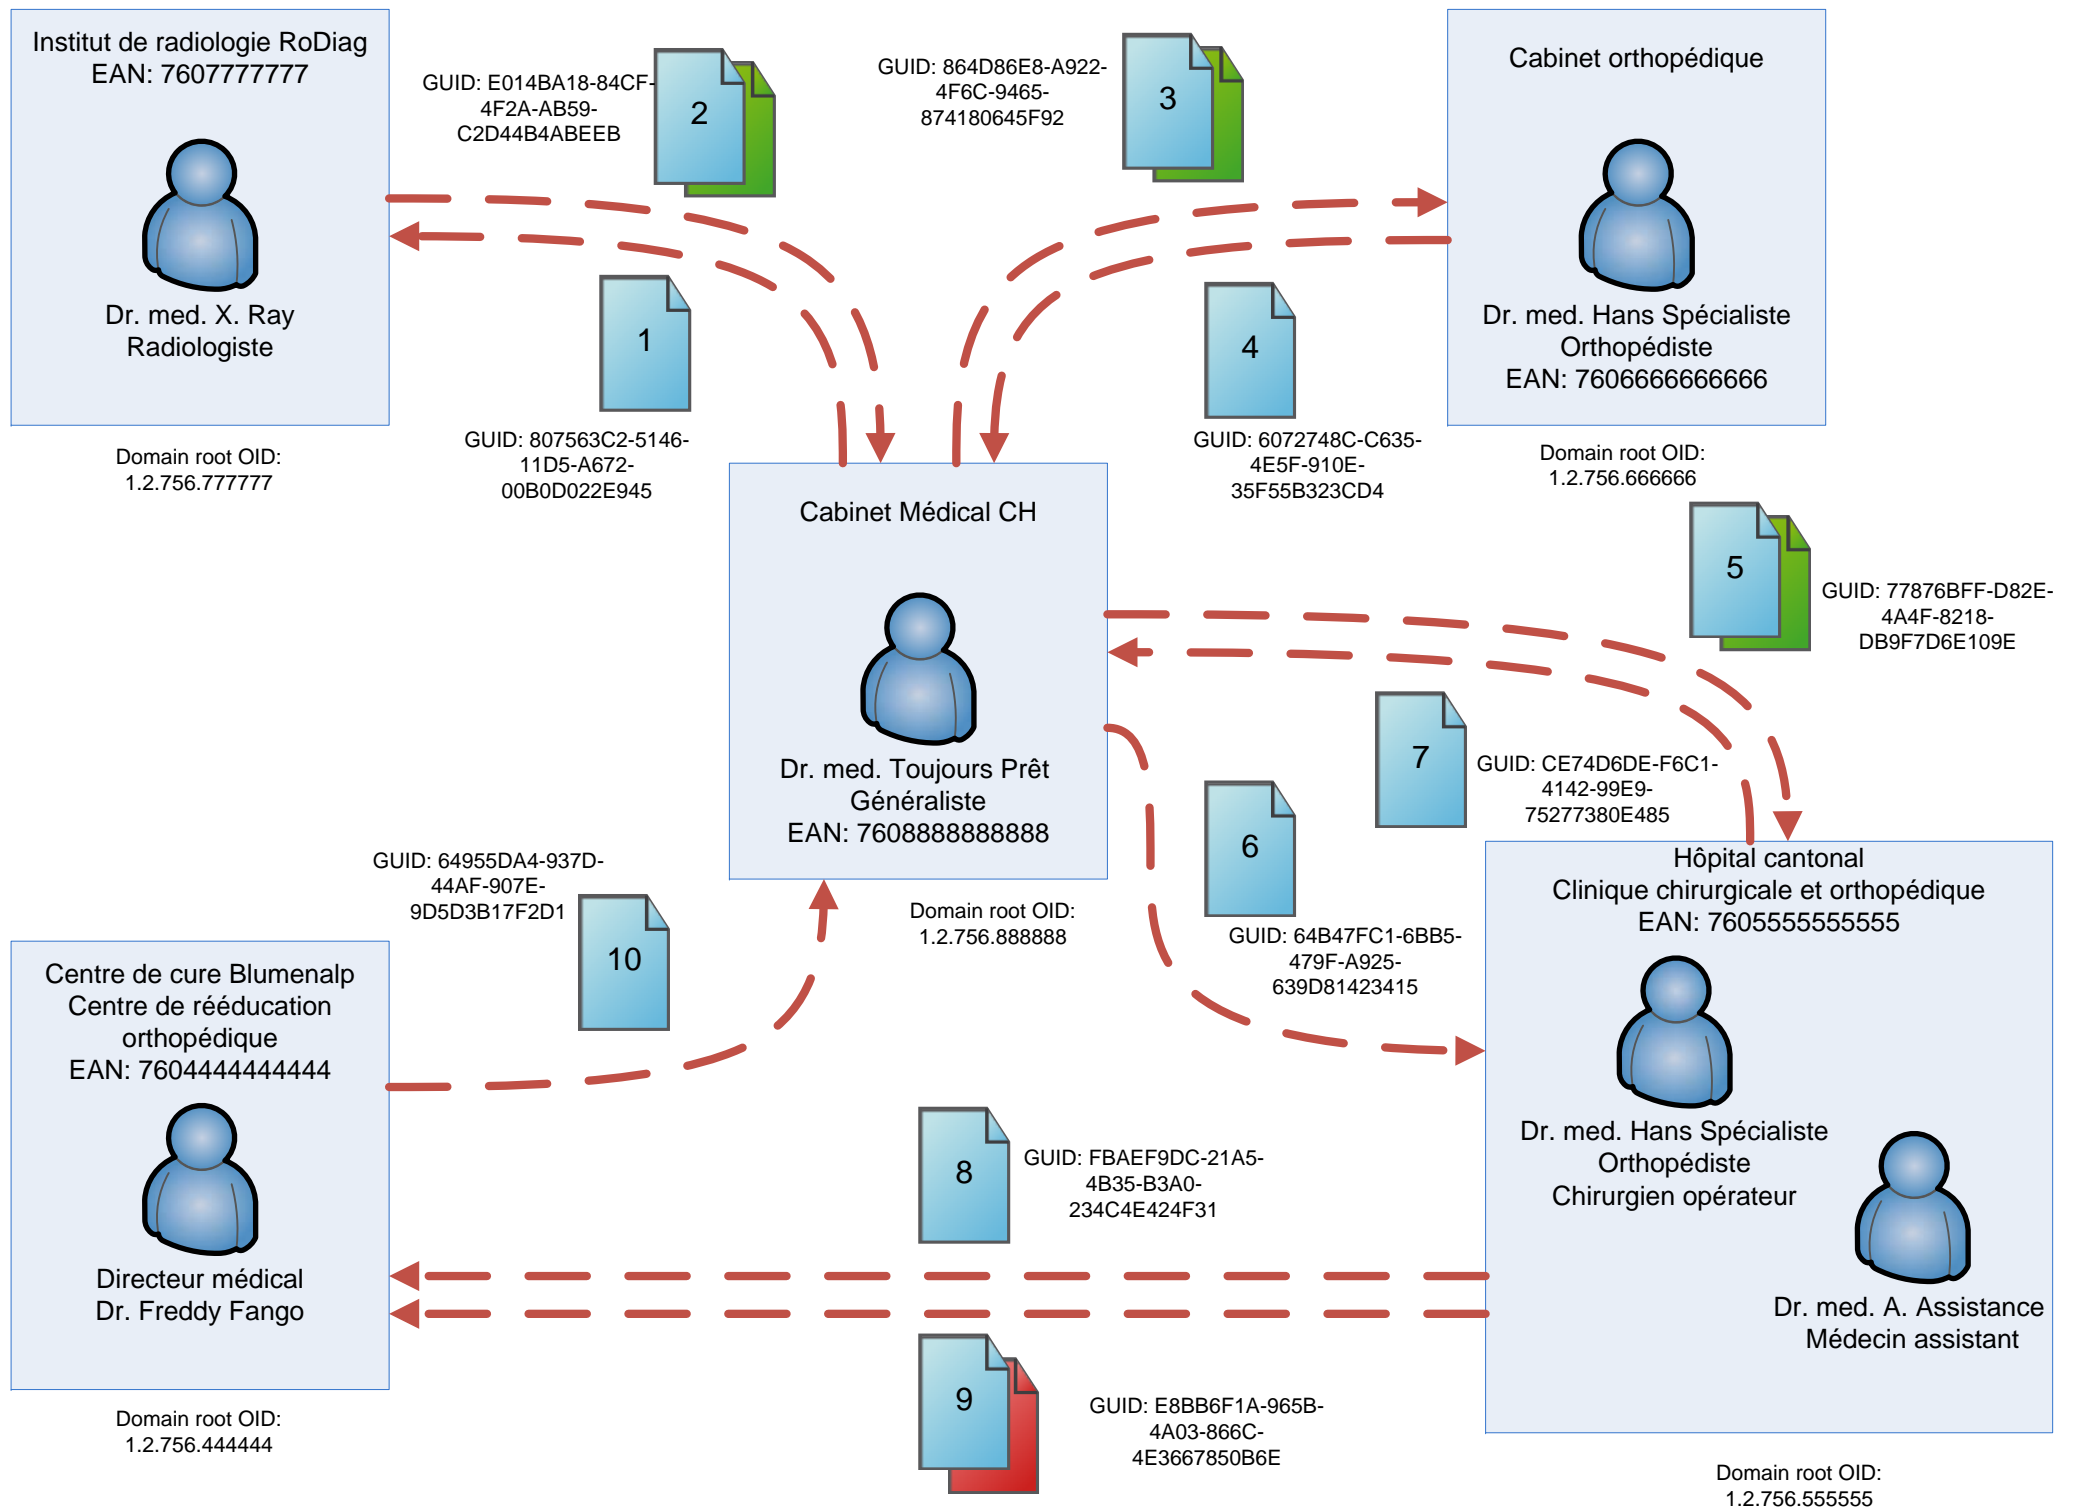 Institut de radiologie RoDiag
EAN: 7607777777
Dr. med. X. Ray
Radiologiste
Domain root OID:
1.2.756.777777
GUID: E014BA18-84CF-
4F2A-AB59-
C2D44B4ABEEB
2
1
GUID: 807563C2-5146-
11D5-A672-
00B0D022E945
GUID: 864D86E8-A922-
4F6C-9465-
874180645F92
3
4
GUID: 6072748C-C635-
4E5F-910E-
35F55B323CD4
Cabinet orthopédique
Dr. med. Hans Spécialiste
Orthopédiste
EAN: 7606666666666
Domain root OID:
1.2.756.666666
Cabinet Médical CH
Dr. med. Toujours Prêt
Généraliste
EAN: 7608888888888
Domain root OID:
1.2.756.888888
5
GUID: 77876BFF-D82E-
4A4F-8218-
DB9F7D6E109E
7
GUID: CE74D6DE-F6C1-
4142-99E9-
75277380E485
6
GUID: 64B47FC1-6BB5-
479F-A925-
639D81423415
Hôpital cantonal
Clinique chirurgicale et orthopédique
EAN: 7605555555555
Dr. med. Hans Spécialiste
Orthopédiste
Chirurgien opérateur
Dr. med. A. Assistance
Médecin assistant
Domain root OID:
1.2.756.555555
GUID: 64955DA4-937D-
44AF-907E-
9D5D3B17F2D1
10
Centre de cure Blumenalp
Centre de rééducation
orthopédique
EAN: 7604444444444
Directeur médical
Dr. Freddy Fango
Domain root OID:
1.2.756.444444
8
GUID: FBAEF9DC-21A5-
4B35-B3A0-
234C4E424F31
9
GUID: E8BB6F1A-965B-
4A03-866C-
4E3667850B6E